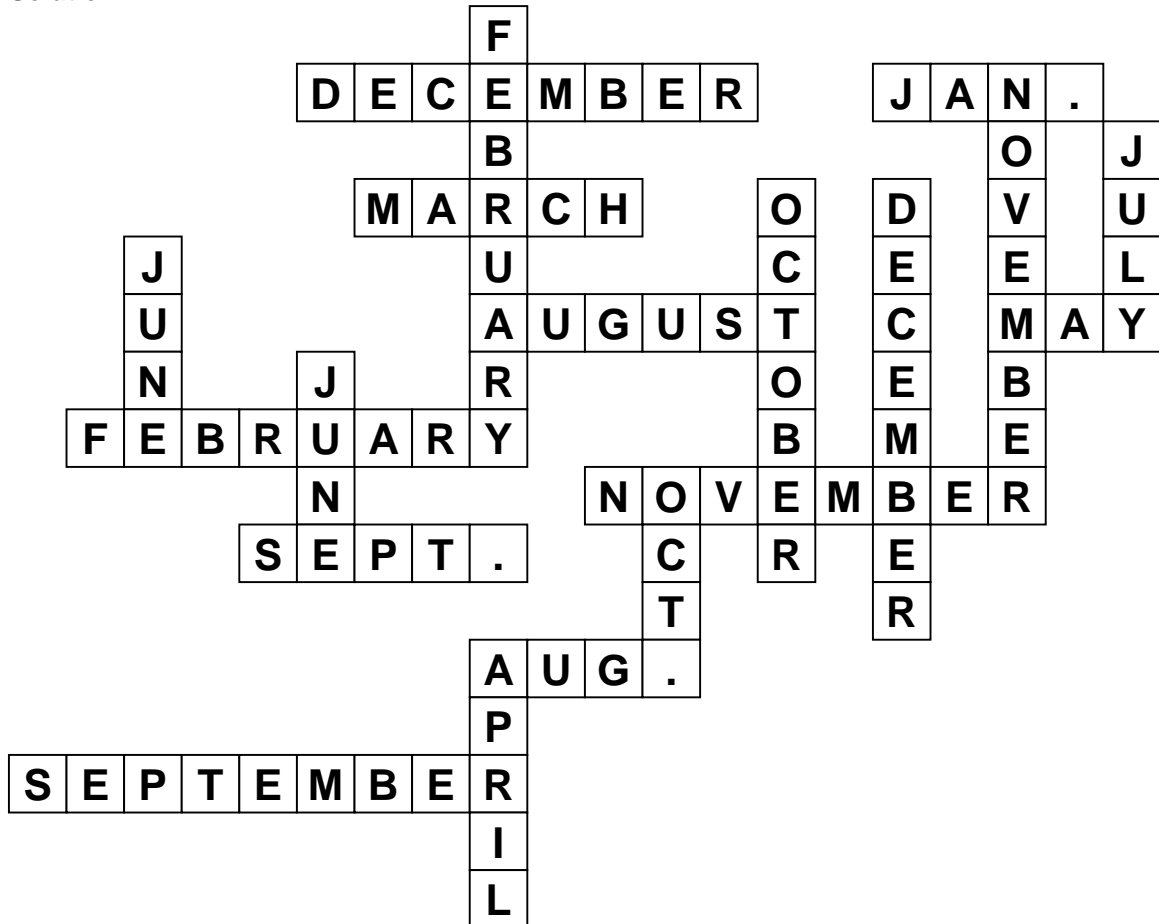 F
DECEMBER JAN.
B O J
MARCH O D V U
J U C E E L
U AUGUST C MAY
N J R O E B
FEBRUARY B M E
N NOVEMBER
SEPT. C R E
T R
AUG.
P
SEPTEMBER
I
L